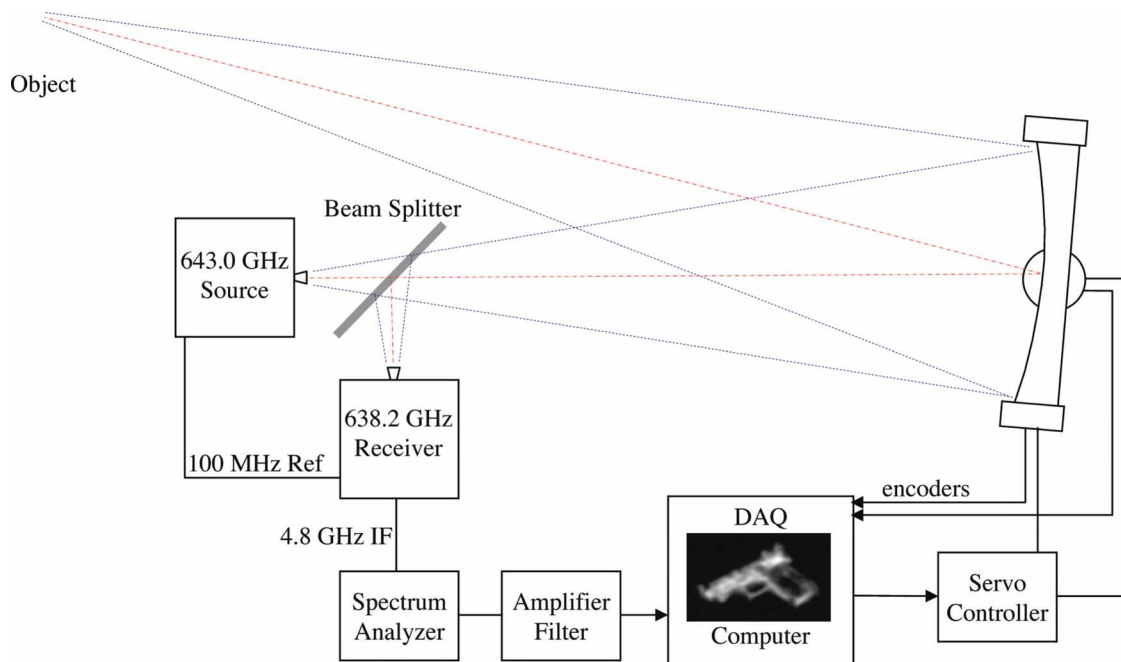 Object
Beam Splitter
643.0 GHz
Source
638.2 GHz
Receiver
100 MHz Ref
4.8 GHz IF
encoders
DAQ
Computer
Spectrum
Analyzer
Amplifier
Filter
Servo
Controller